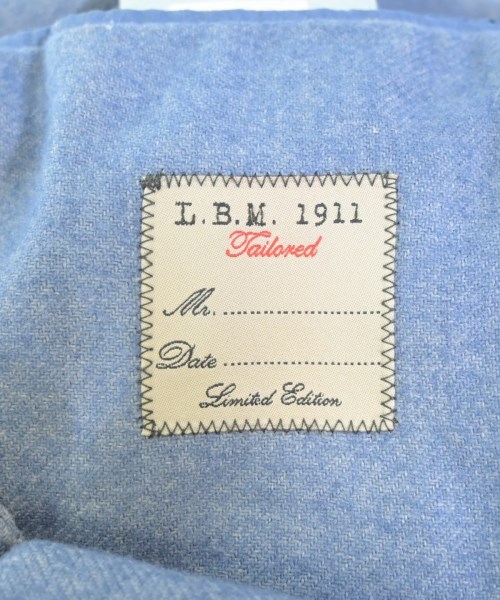 L.B.M. 1911
Tailored
Mr. ..............................
Date ..............................
Limited Edition